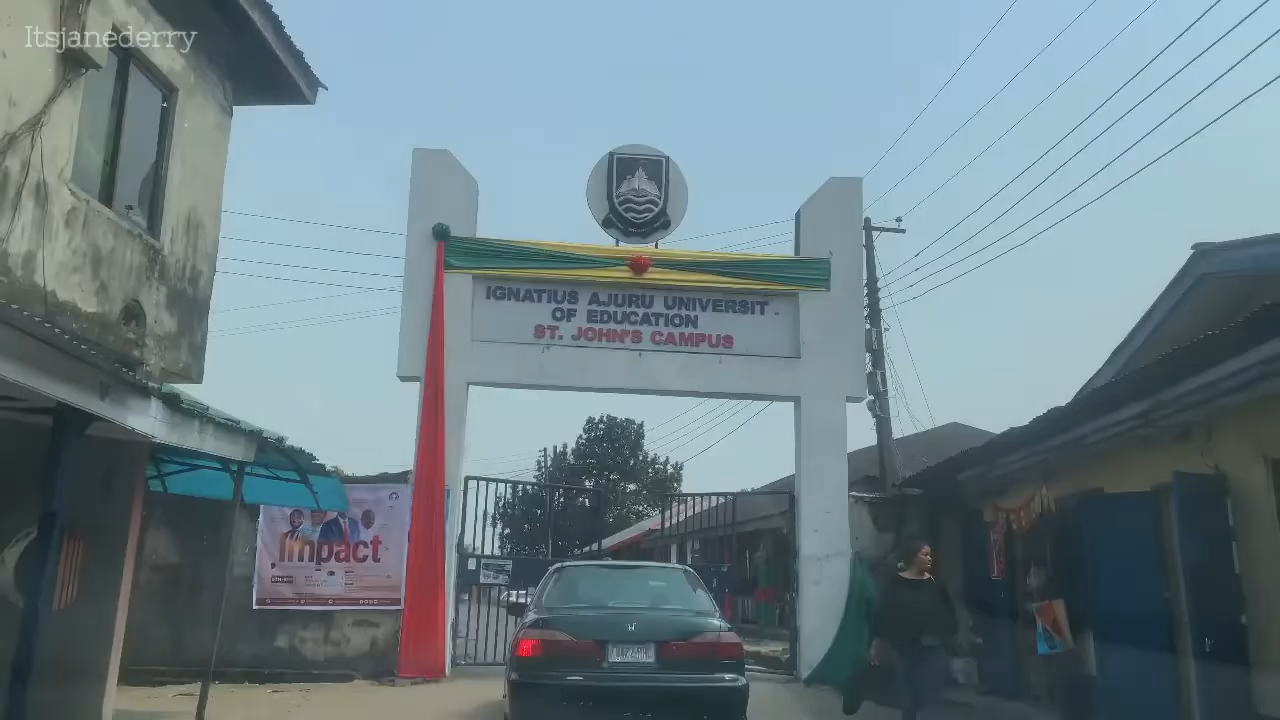 Itsjanederry
IGNATIUS AJURU UNIVERSIT
OF EDUCATION
ST. JOHN'S CAMPUS
Impact